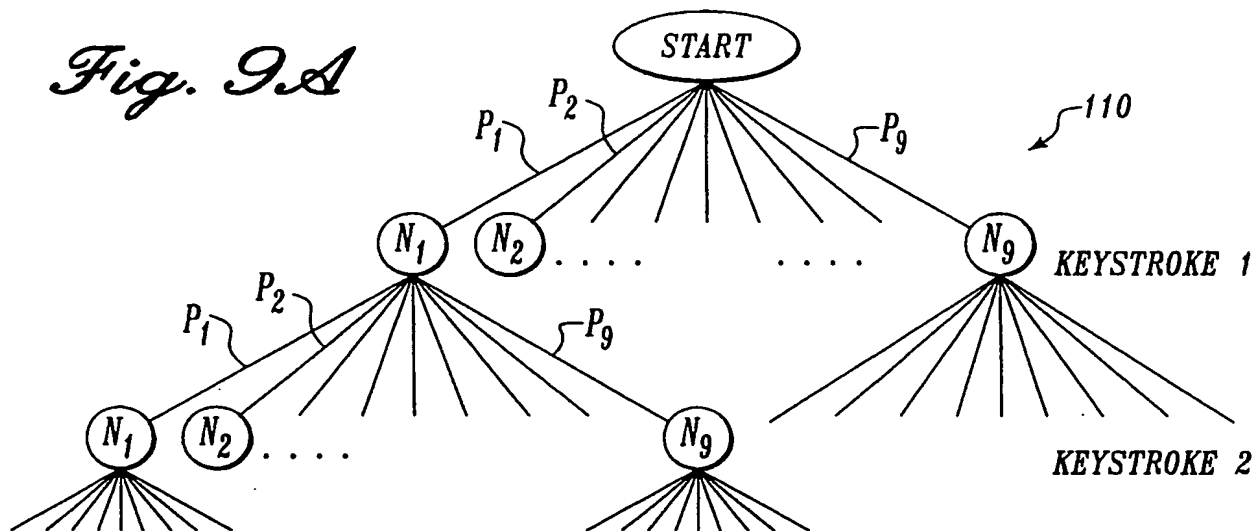 Fig. 9A
START
P1
P2
P9
110
N1
N2
. . . .
. . . .
N9
KEYSTROKE 1
P1
P2
P9
N1
N2
. . . .
N9
KEYSTROKE 2